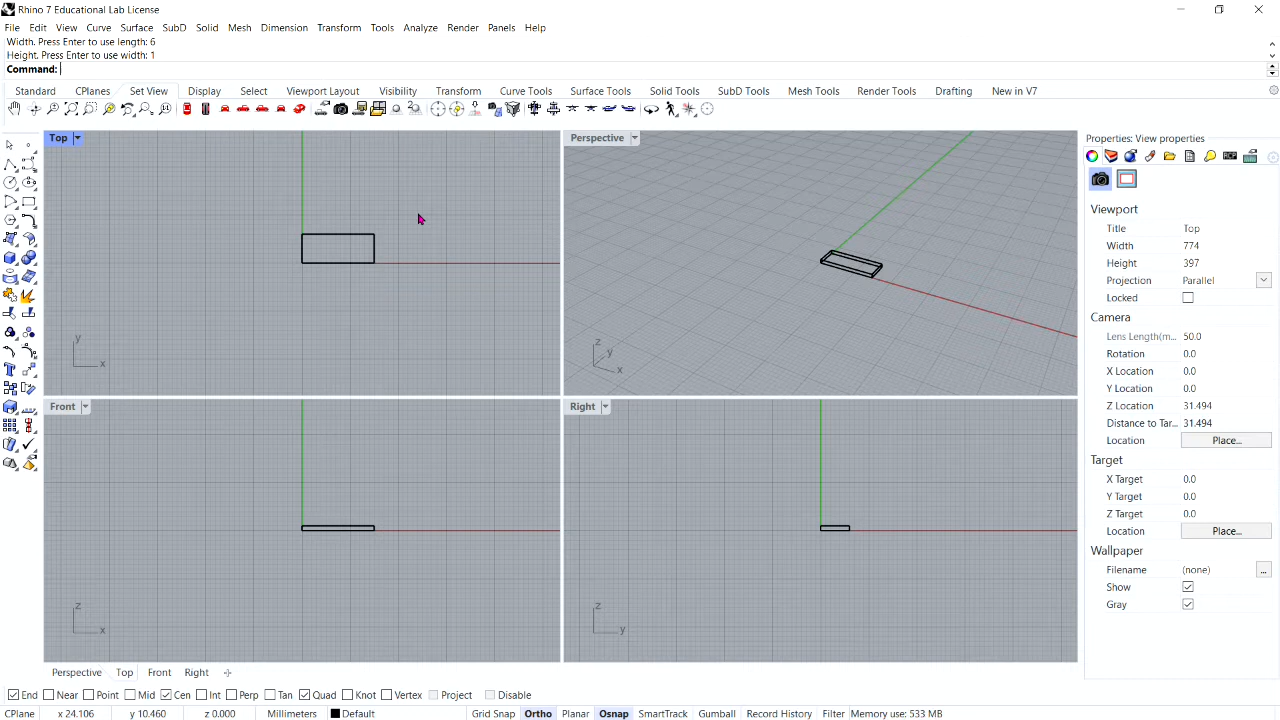 Rhino 7 Educational Lab License
File Edit View Curve Surface SubD Solid Mesh Dimension Transform Tools Analyze Render Panels Help
Width. Press Enter to use length: 6
Height. Press Enter to use width: 1
Command:
Standard CPlanes Set View Display Select Viewport Layout Visibility Transform Curve Tools Surface Tools Solid Tools SubD Tools Mesh Tools Render Tools Drafting New in V7
Top
Perspective
Properties: View properties
Viewport
Title Top
Width 774
Height 397
Projection Parallel
Locked
Camera
Lens Length(m... 50.0
Rotation 0.0
X Location 0.0
Y Location 0.0
Z Location 31.494
Distance to Tar... 31.494
Location Place...
Target
X Target 0.0
Y Target 0.0
Z Target 0.0
Location Place...
Wallpaper
Filename (none) ...
Show
Gray
y
x
z
y
x
Front
Right
z
x
z
y
Perspective Top Front Right
End Near Point Mid Cen Int Perp Tan Quad Knot Vertex Project Disable
CPlane x 24.106 y 10.460 z 0.000 Millimeters Default Grid Snap Ortho Planar Osnap SmartTrack Gumball Record History Filter Memory use: 533 MB